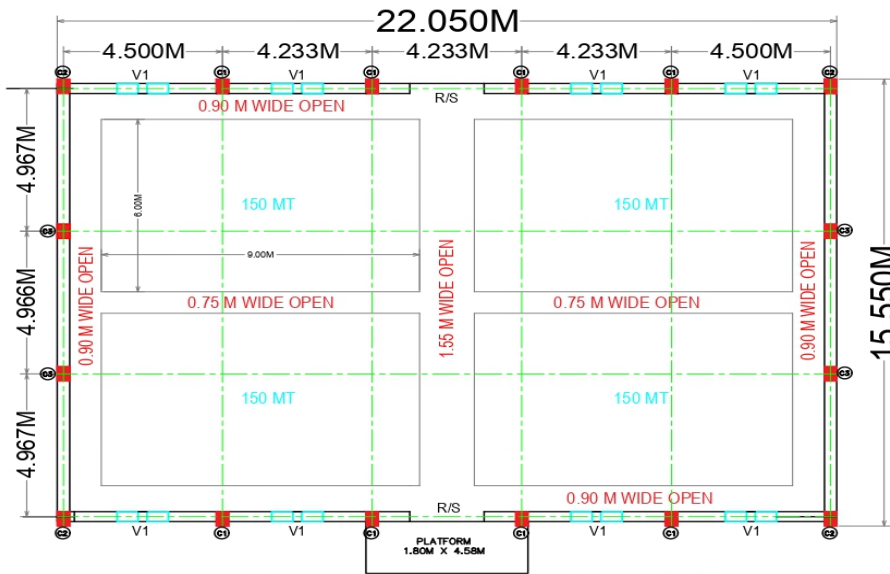 22.050M
4.500M 4.233M 4.233M 4.233M 4.500M
C2 C1 C1 C1 C1 C2
V1 V1 V1 V1
R/S
0.90 M WIDE OPEN
4.967M
6.00M
150 MT 150 MT
C3 C3
9.00M
0.90 M WIDE OPEN
1.55 M WIDE OPEN
0.90 M WIDE OPEN
15.550M
4.966M
0.75 M WIDE OPEN 0.75 M WIDE OPEN
C3 C3
150 MT 150 MT
4.967M
0.90 M WIDE OPEN
R/S
V1 V1 V1 V1
C2 C1 C1 C1 C1 C2
PLATFORM
1.80M X 4.58M